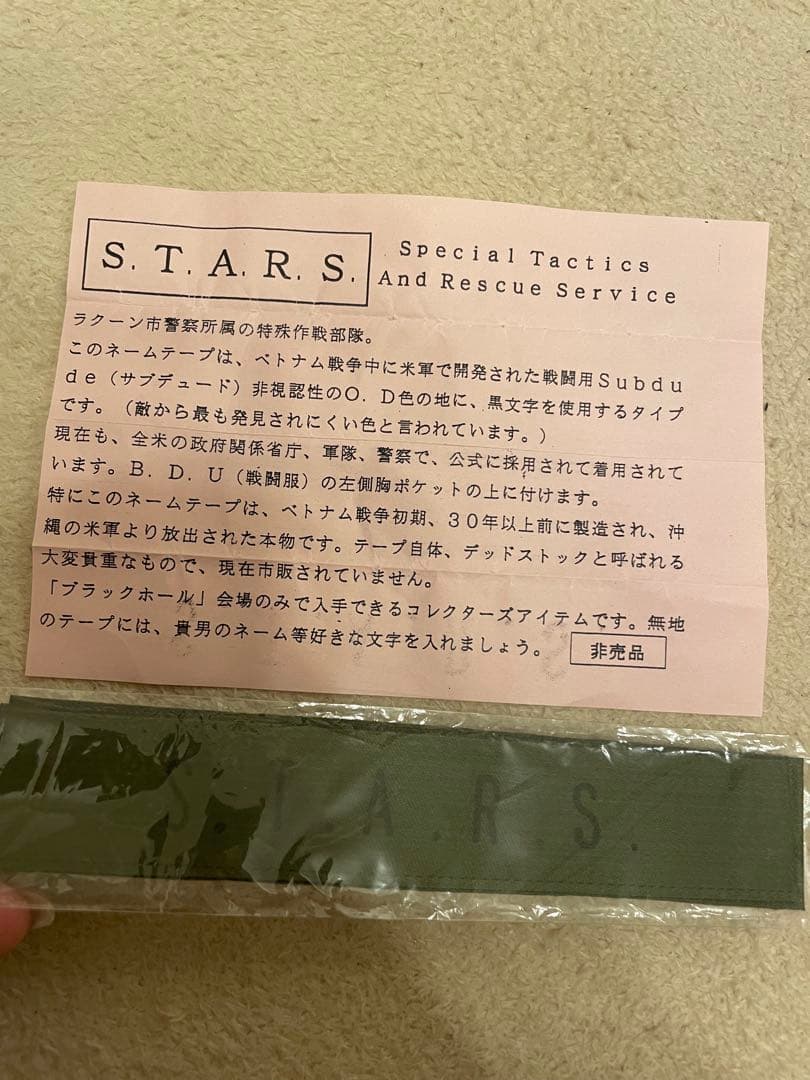 S.T.A.R.S.
Special Tactics
And Rescue Service
ラクーン市警察所属の特殊作戦部隊。
このネームテープは、ベトナム戦争中に米軍で開発された戦闘用Subdu
de（サブデュード）非視認性のO．D色の地に、黒文字を使用するタイプ
です。（敵から最も発見されにくい色と言われています。）
現在も、全米の政府関係省庁、軍隊、警察で、公式に採用されて着用されて
います。B．D．U（戦闘服）の左側胸ポケットの上に付けます。
特にこのネームテープは、ベトナム戦争初期、30年以上前に製造され、沖
縄の米軍より放出された本物です。テープ自体、デッドストックと呼ばれる
大変貴重なもので、現在市販されていません。
「ブラックホール」会場のみで入手できるコレクターズアイテムです。無地
のテープには、貴男のネーム等好きな文字を入れましょう。
非売品
S.T.A.R.S.